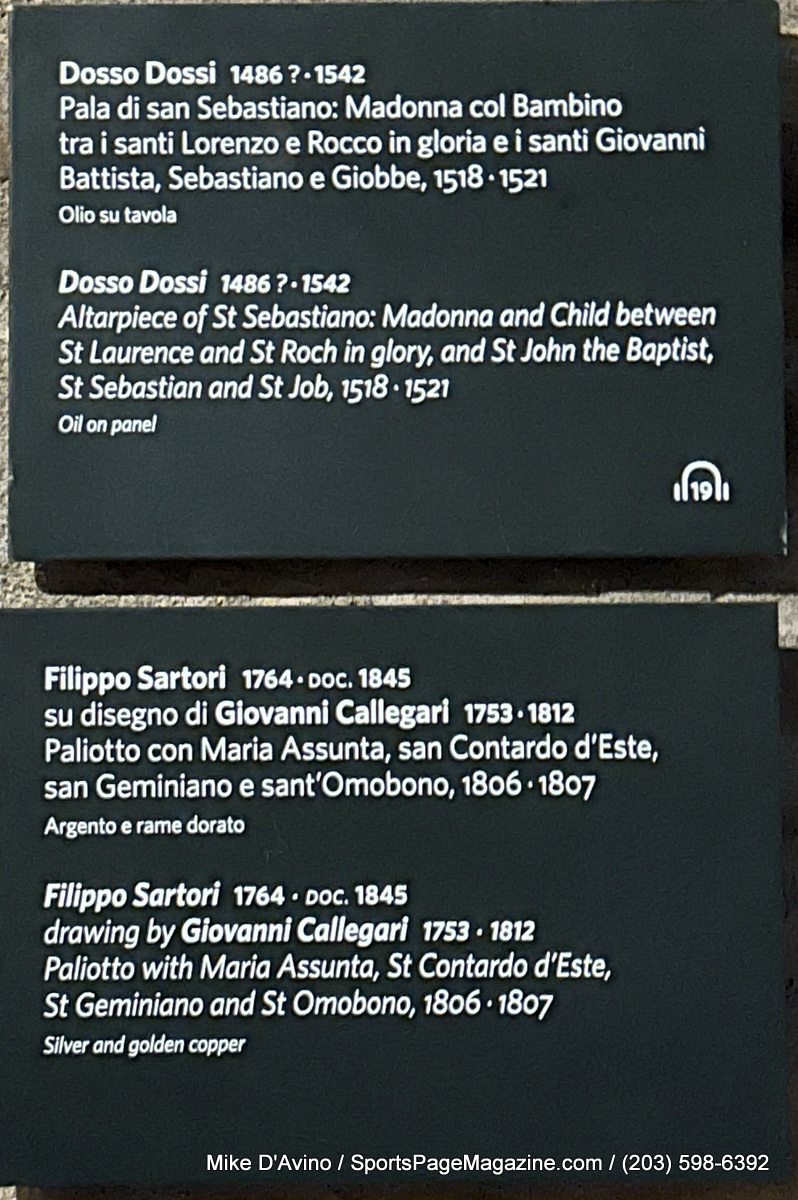 Dosso Dossi 1486 ? · 1542
Pala di san Sebastiano: Madonna col Bambino
tra i santi Lorenzo e Rocco in gloria e i santi Giovanni
Battista, Sebastiano e Giobbe, 1518 · 1521
Olio su tavola
Dosso Dossi 1486 ? · 1542
Altarpiece of St Sebastiano: Madonna and Child between
St Laurence and St Roch in glory, and St John the Baptist,
St Sebastian and St Job, 1518 · 1521
Oil on panel
19
Filippo Sartori 1764 · DOC. 1845
su disegno di Giovanni Callegari 1753 · 1812
Paliotto con Maria Assunta, san Contardo d'Este,
san Geminiano e sant'Omobono, 1806 · 1807
Argento e rame dorato
Filippo Sartori 1764 · DOC. 1845
drawing by Giovanni Callegari 1753 · 1812
Paliotto with Maria Assunta, St Contardo d'Este,
St Geminiano and St Omobono, 1806 · 1807
Silver and golden copper
Mike D'Avino / SportsPageMagazine.com / (203) 598-6392